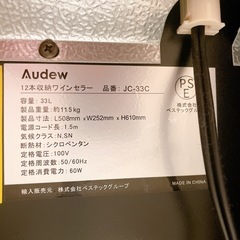 Audew
12本収納ワインセラー 品番: JC-33C
容量: 33L
製品重量: 約11.5kg
製品寸法: L508mm x W252mm x H610mm
電源コード長: 1.5m
気候クラス: N,SN
断熱材: シクロペンタン
定格電圧: 100V
定格周波数: 50/60Hz
定格消費電力: 60W
PS
E
株式会社
ベステックグループ
輸入販売元 株式会社ベステックグループ MADE IN CHINA